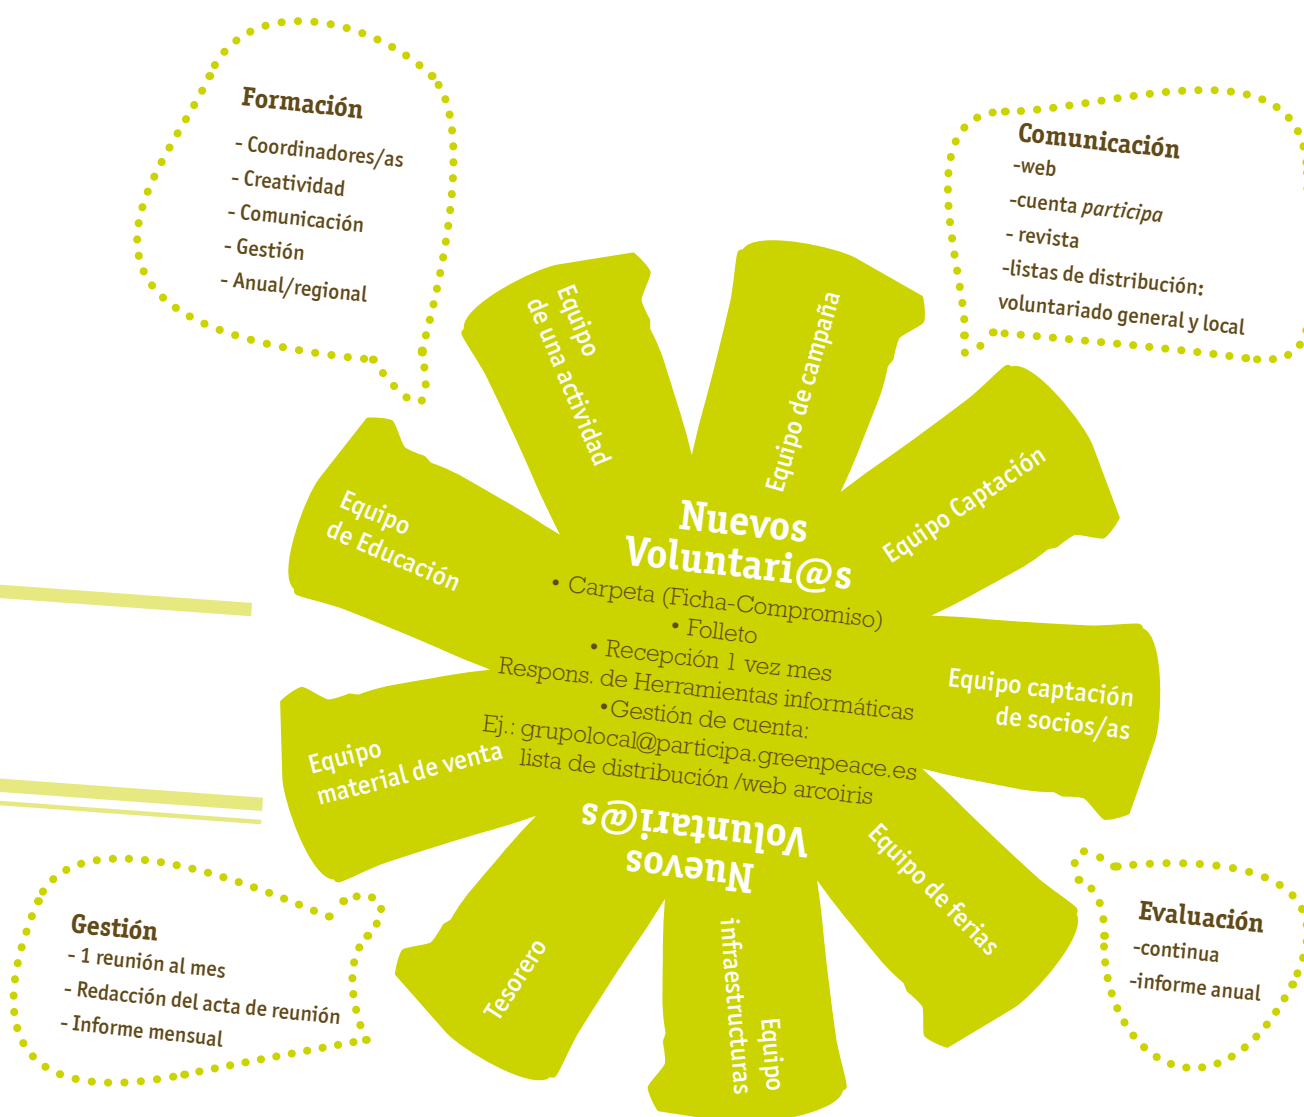 Formación
- Coordinadores/as
- Creatividad
- Comunicación
- Gestión
- Anual/regional
Comunicación
-web
-cuenta participa
- revista
-listas de distribución:
voluntariado general y local
Equipo
de una actividad
Equipo de campaña
Equipo Captación
Equipo
de Educación
Nuevos
Voluntari@s
• Carpeta (Ficha-Compromiso)
• Folleto
• Recepción 1 vez mes
Respons. de Herramientas informáticas
•Gestión de cuenta:
Ej.: grupolocal@participa.greenpeace.es
lista de distribución /web arcoiris
Equipo captación
de socios/as
Equipo
material de venta
Nuevos
Voluntari@s
Equipo de ferias
Tesorero
Equipo
infraestructuras
Gestión
- 1 reunión al mes
- Redacción del acta de reunión
- Informe mensual
Evaluación
-continua
-informe anual